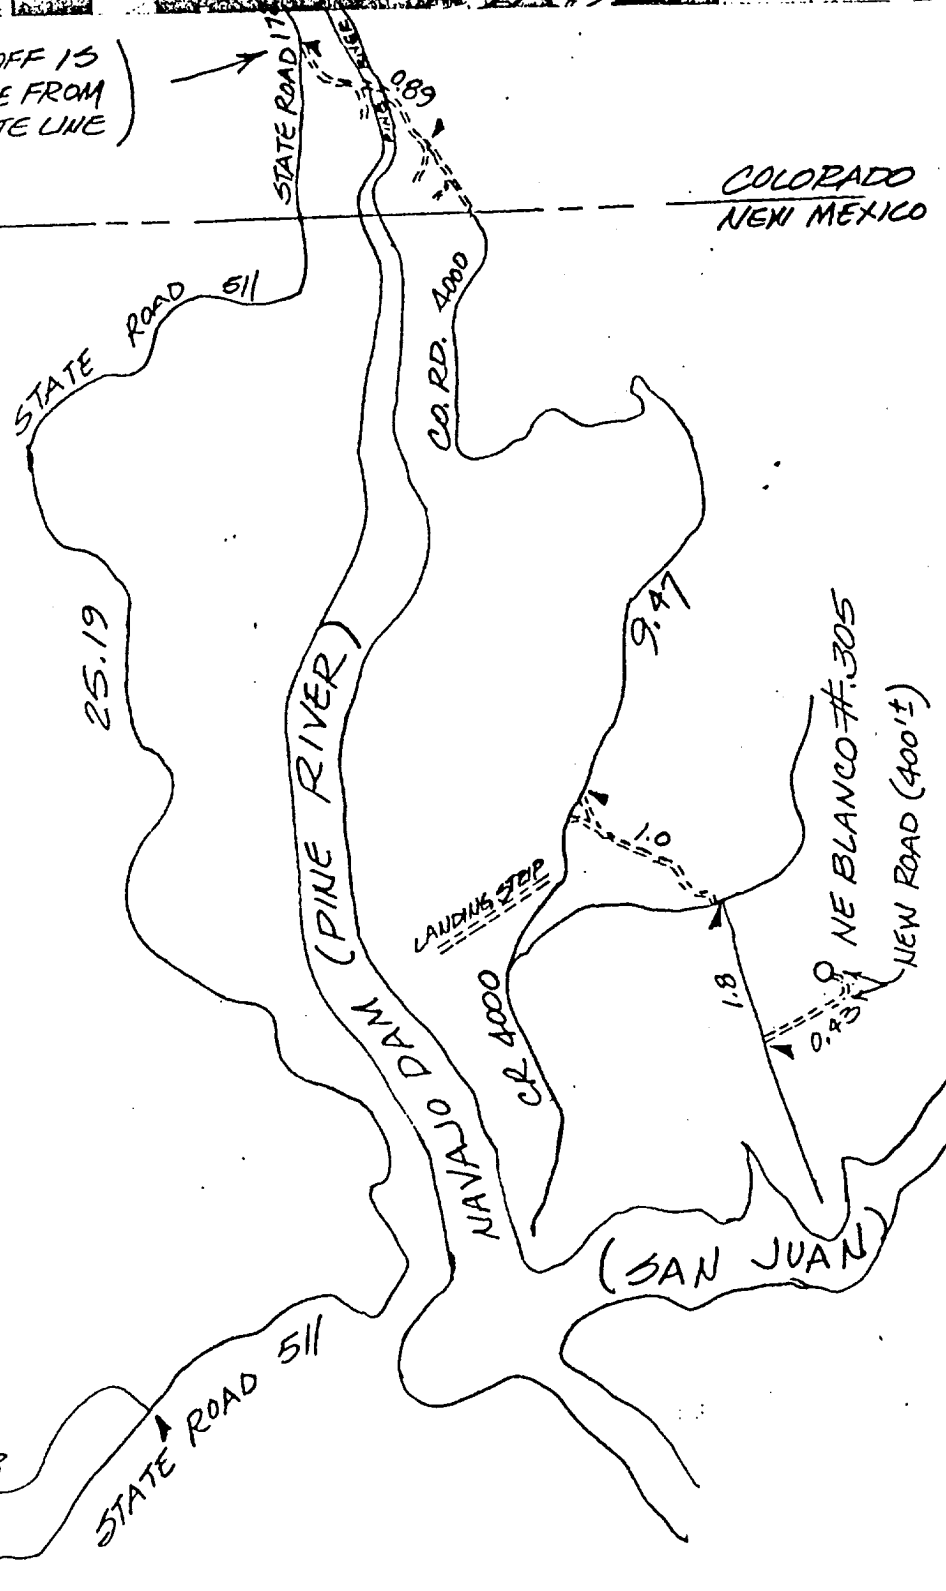 OFF IS
E FROM
TE LINE
STATE ROAD 17
PINE
0.89
COLORADO
NEW MEXICO
STATE ROAD 511
CO. RD. 4000
25.19
9.47
NAVAJO DAM (PINE RIVER)
1.0
LANDING STRIP
NE BLANCO #305
NEW ROAD (400'±)
CR 4000
1.8
0.43
(SAN JUAN)
STATE ROAD 511